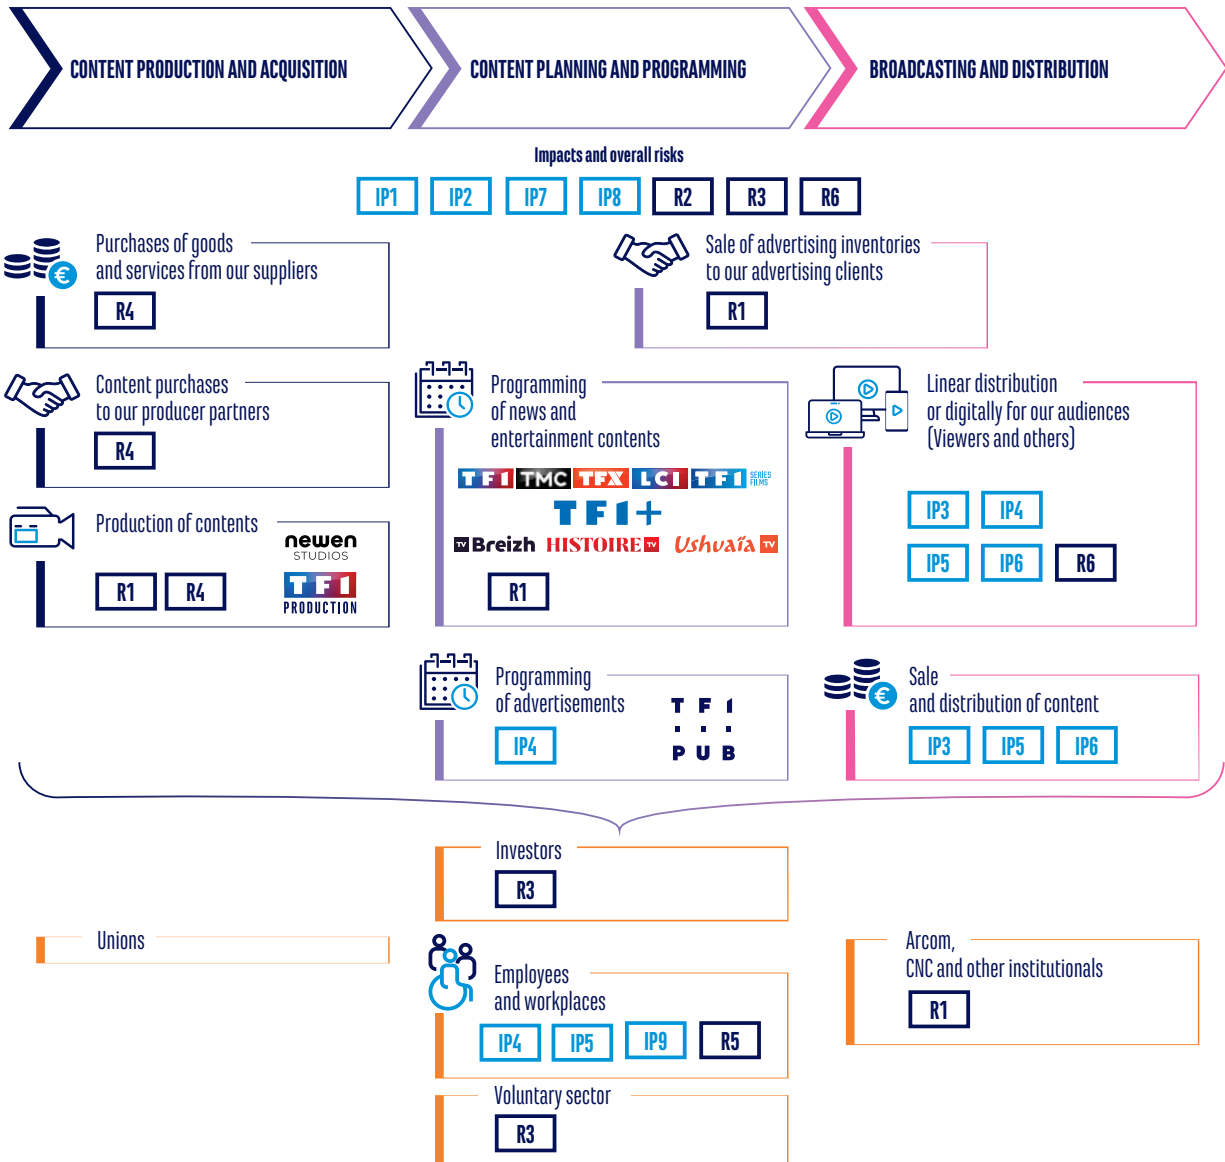 CONTENT PRODUCTION AND ACQUISITION
CONTENT PLANNING AND PROGRAMMING
BROADCASTING AND DISTRIBUTION
Impacts and overall risks
IP1 IP2 IP7 IP8 R2 R3 R6
Purchases of goods
and services from our suppliers
R4
Sale of advertising inventories
to our advertising clients
R1
Content purchases
to our producer partners
R4
Programming
of news and
entertainment contents
TF1 TMC TFX LCI TF1 SÉRIES
FILMS
TF1+
TV Breizh HISTOIRE TV Ushuaïa TV
R1
Linear distribution
or digitally for our audiences
(Viewers and others)
IP3 IP4
IP5 IP6 R6
Production of contents
newen
STUDIOS
R1 R4
TF1
PRODUCTION
Programming
of advertisements
IP4
TF1
PUB
Sale
and distribution of content
IP3 IP5 IP6
€
€
Investors
R3
Unions
Employees
and workplaces
IP4 IP5 IP9 R5
Arcom,
CNC and other institutionals
R1
Voluntary sector
R3